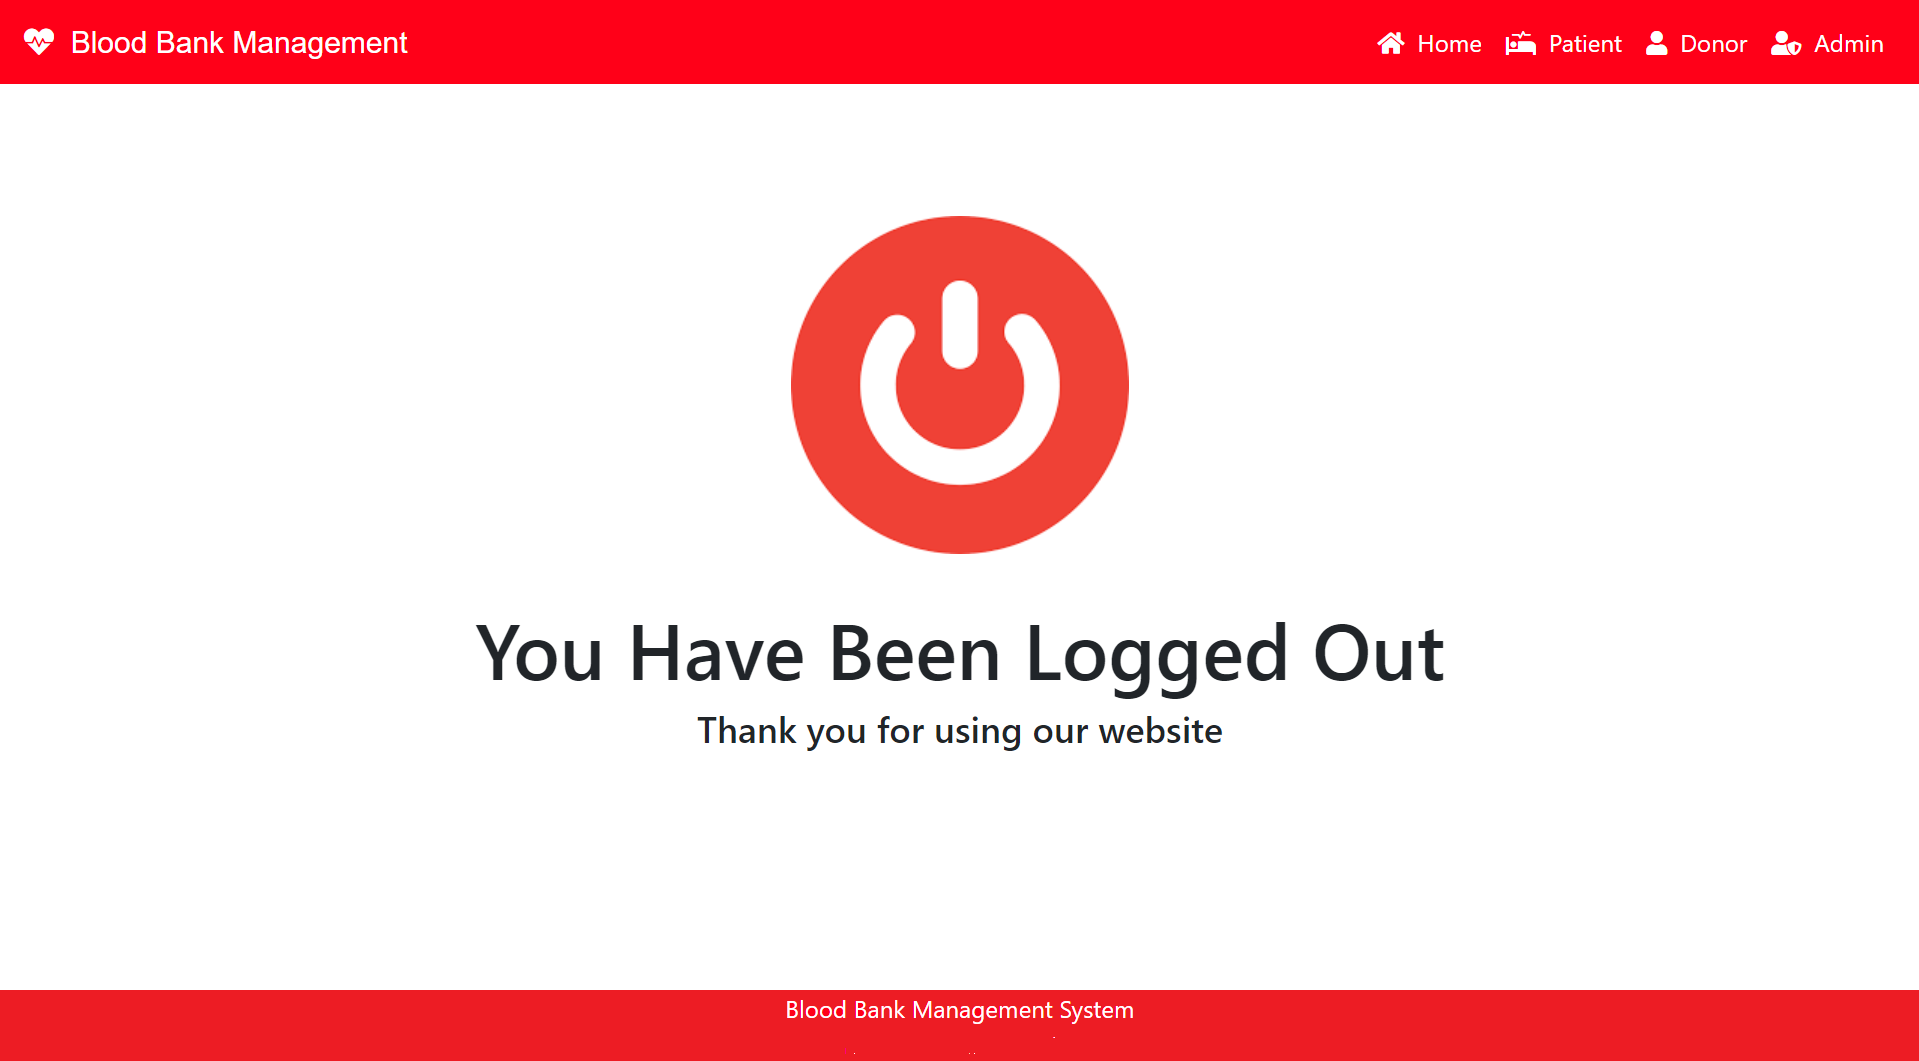 Blood Bank Management
Home Patient Donor Admin
You Have Been Logged Out
Thank you for using our website
Blood Bank Management System